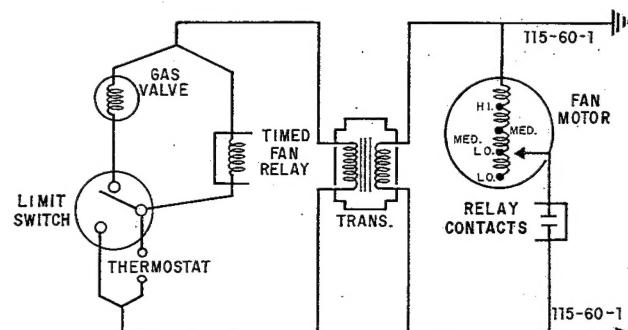 115-60-1
GAS
VALVE
TIMED
FAN
RELAY
HI.
MED.
MED.
LO.
LO.
FAN
MOTOR
LIMIT
SWITCH
TRANS.
RELAY
CONTACTS
THERMOSTAT
115-60-1